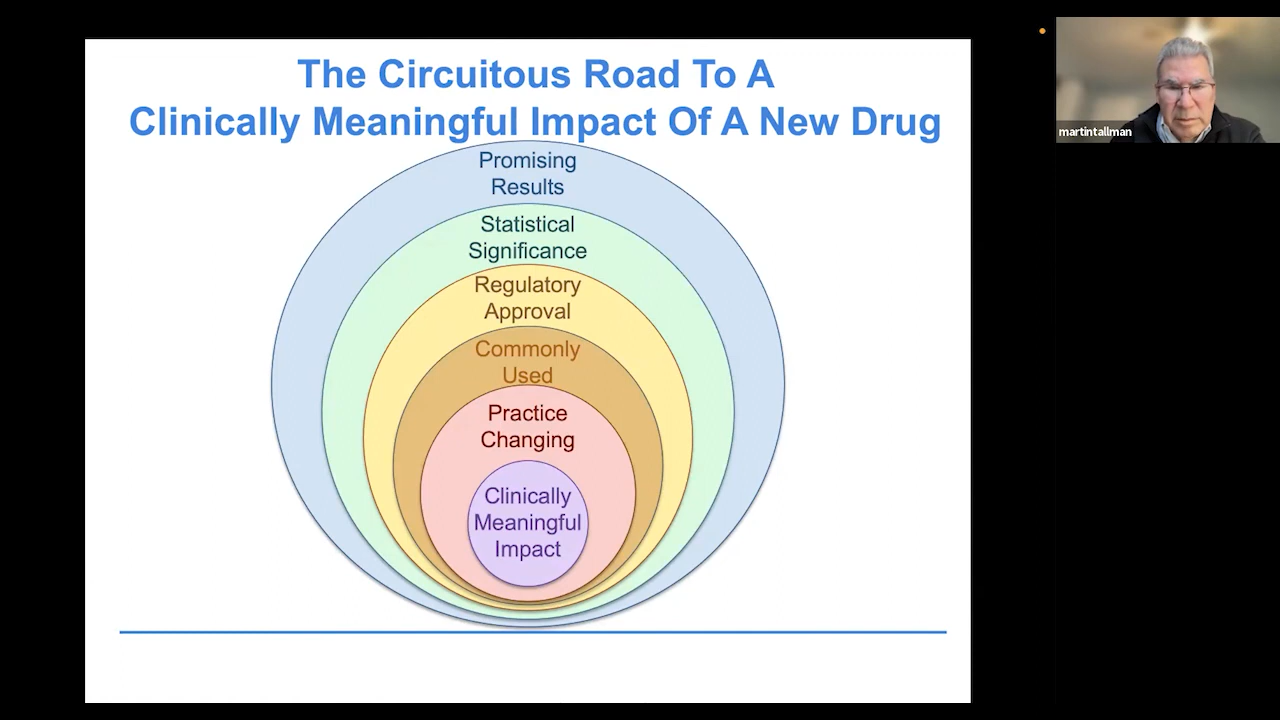 The Circuitous Road To A
Clinically Meaningful Impact Of A New Drug
Promising
Results
Statistical
Significance
Regulatory
Approval
Commonly
Used
Practice
Changing
Clinically
Meaningful
Impact
martintallman